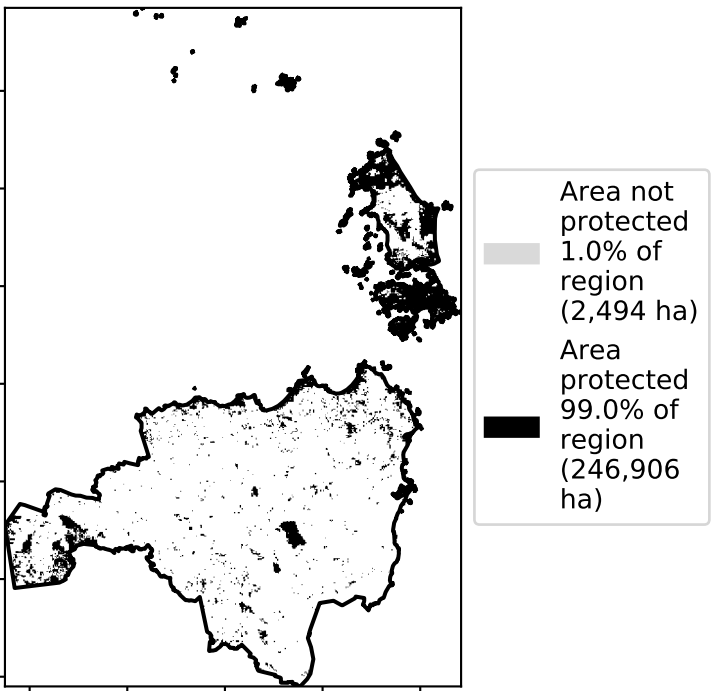 Area not
protected
1.0% of
region
(2,494 ha)
Area
protected
99.0% of
region
(246,906
ha)